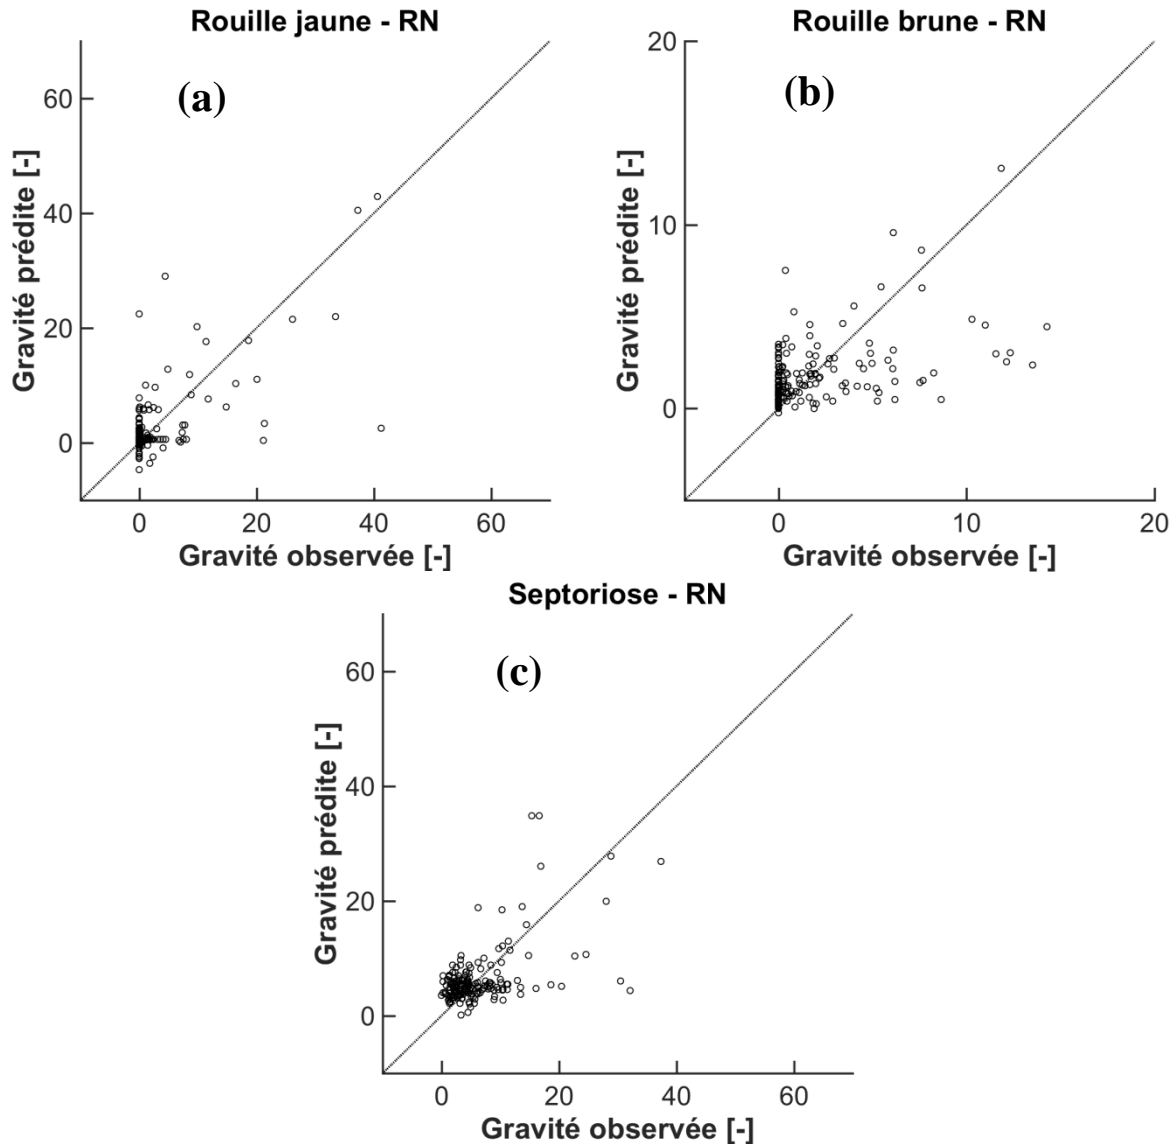 Rouille jaune - RN
(a)
Gravité prédite [-]
60
40
20
0
0 20 40 60
Gravité observée [-]
Rouille brune - RN
(b)
Gravité prédite [-]
20
10
0
0 10 20
Gravité observée [-]
Septoriose - RN
(c)
Gravité prédite [-]
60
40
20
0
0 20 40 60
Gravité observée [-]